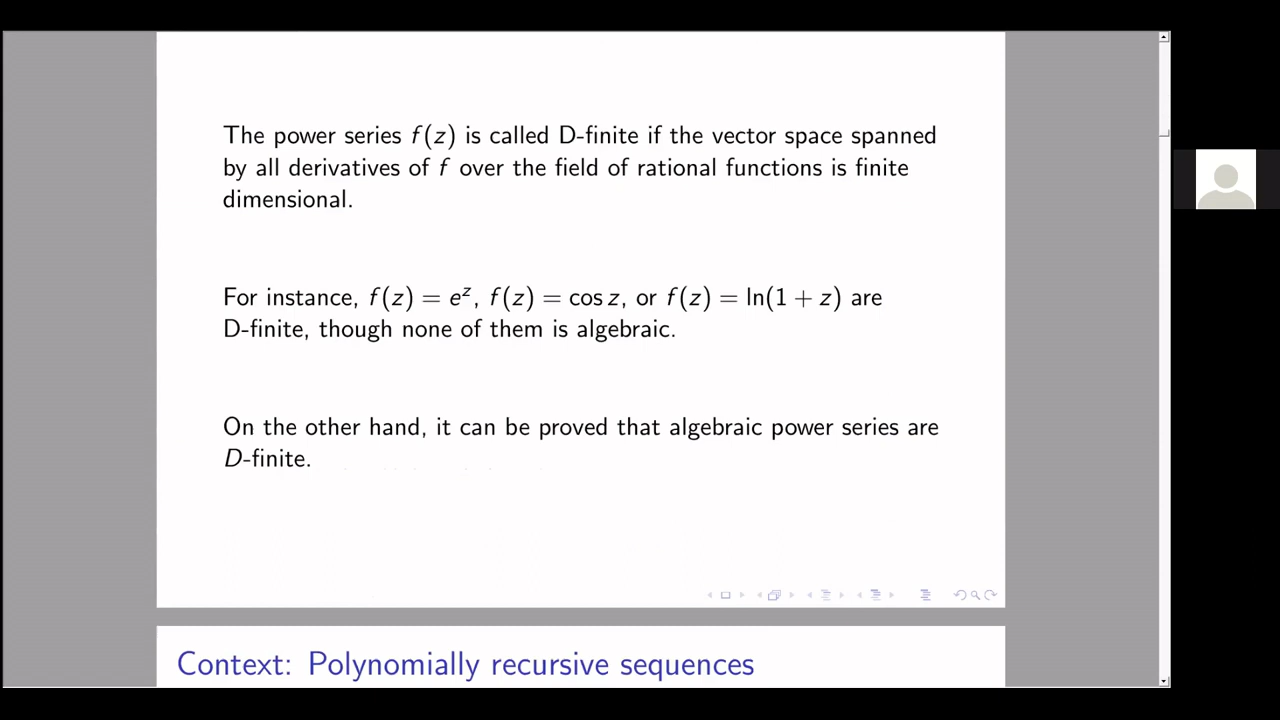 The power series f(z) is called D-finite if the vector space spanned
by all derivatives of f over the field of rational functions is finite
dimensional.
For instance, f(z) = e^z, f(z) = cos z, or f(z) = ln(1 + z) are
D-finite, though none of them is algebraic.
On the other hand, it can be proved that algebraic power series are
D-finite.
Context: Polynomially recursive sequences